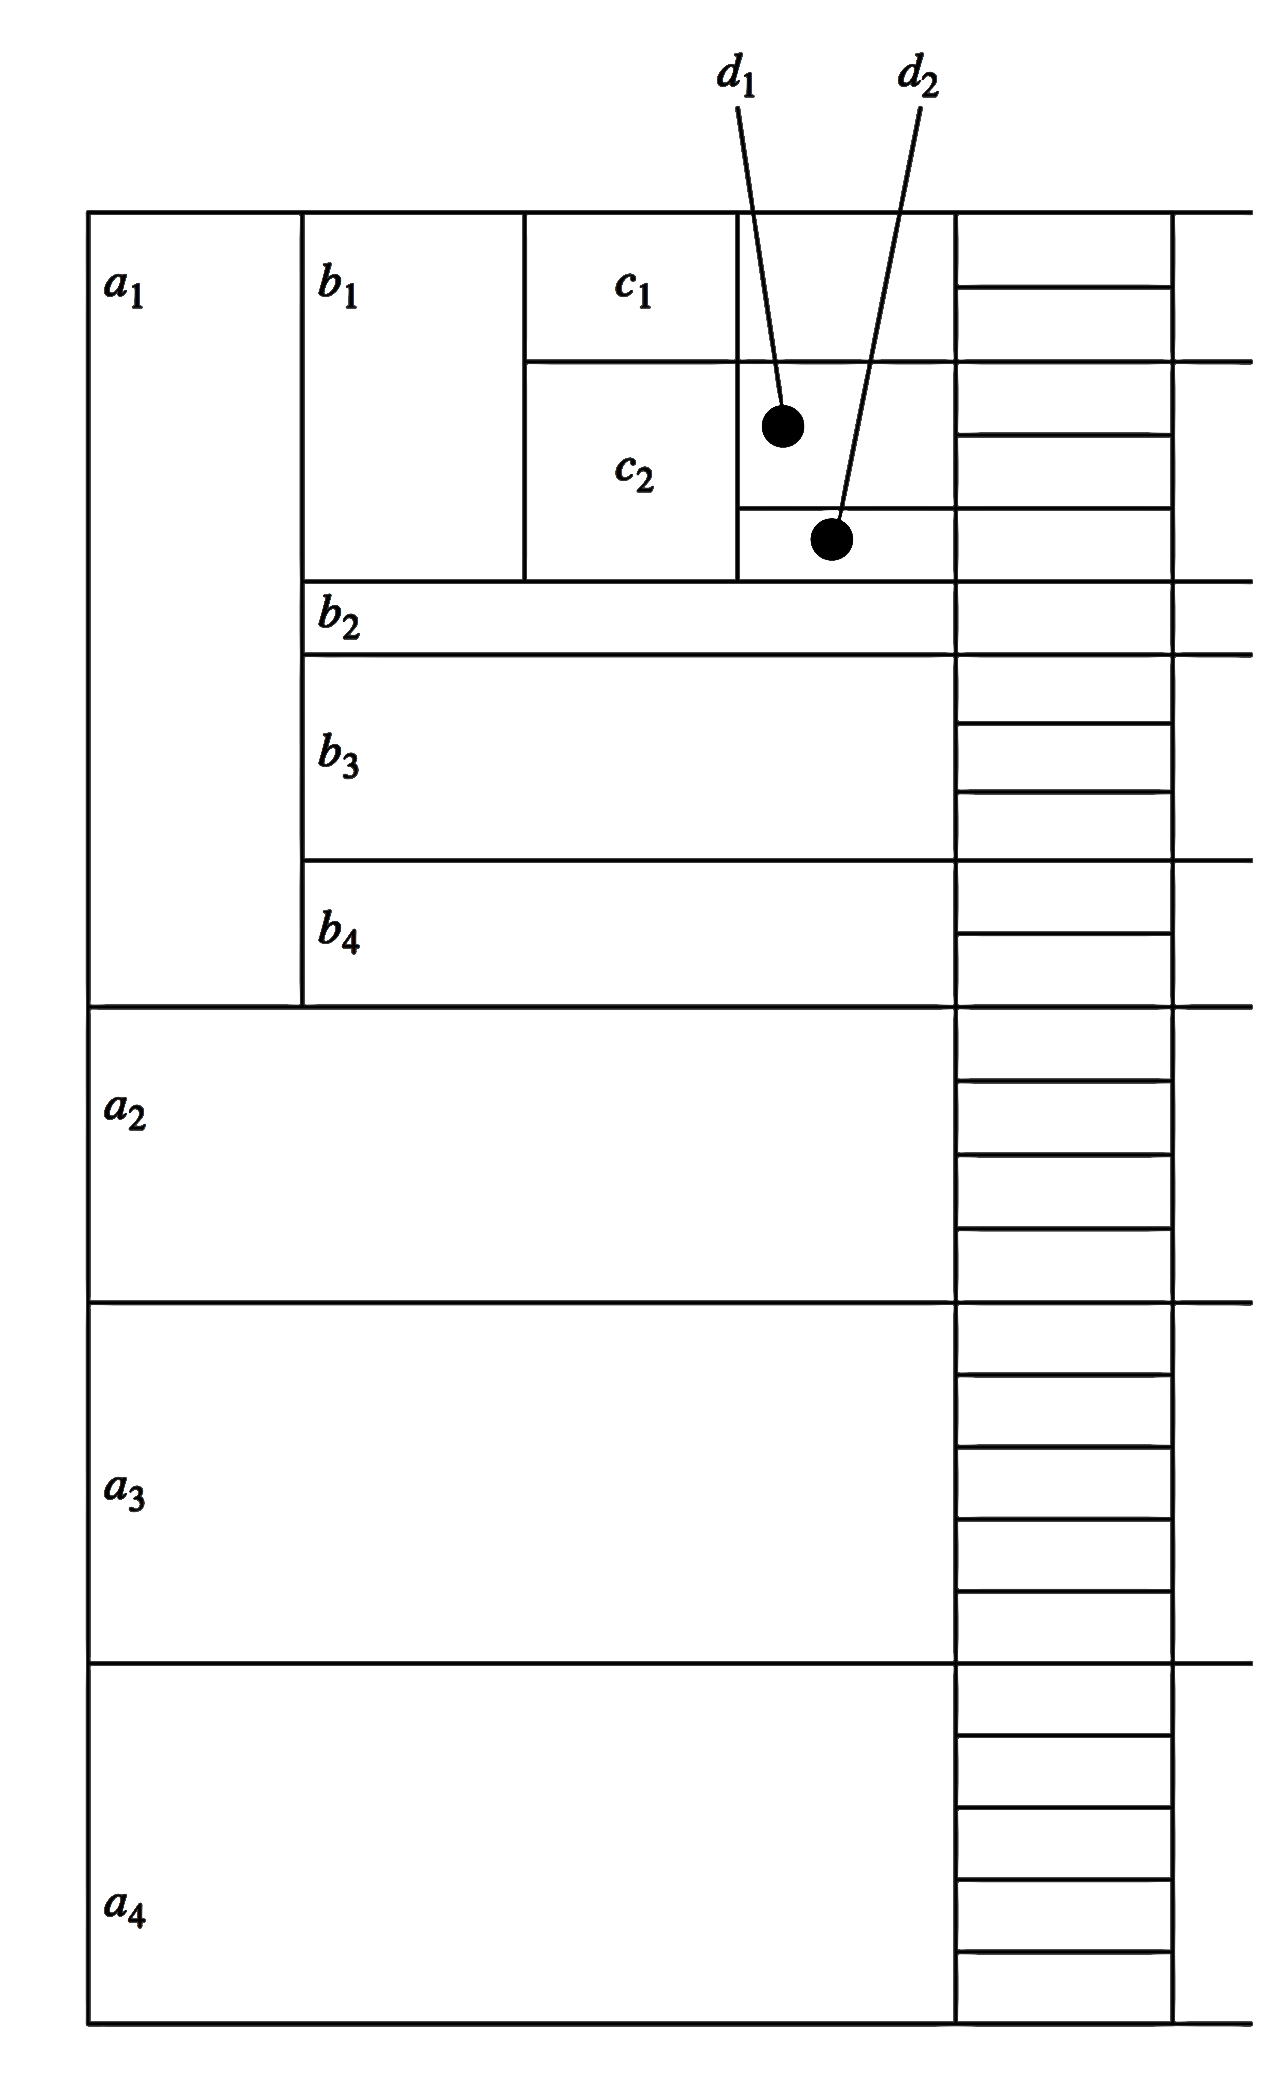 d₁ d₂
a₁ b₁ c₁
c₂
b₂
b₃
b₄
a₂
a₃
a₄